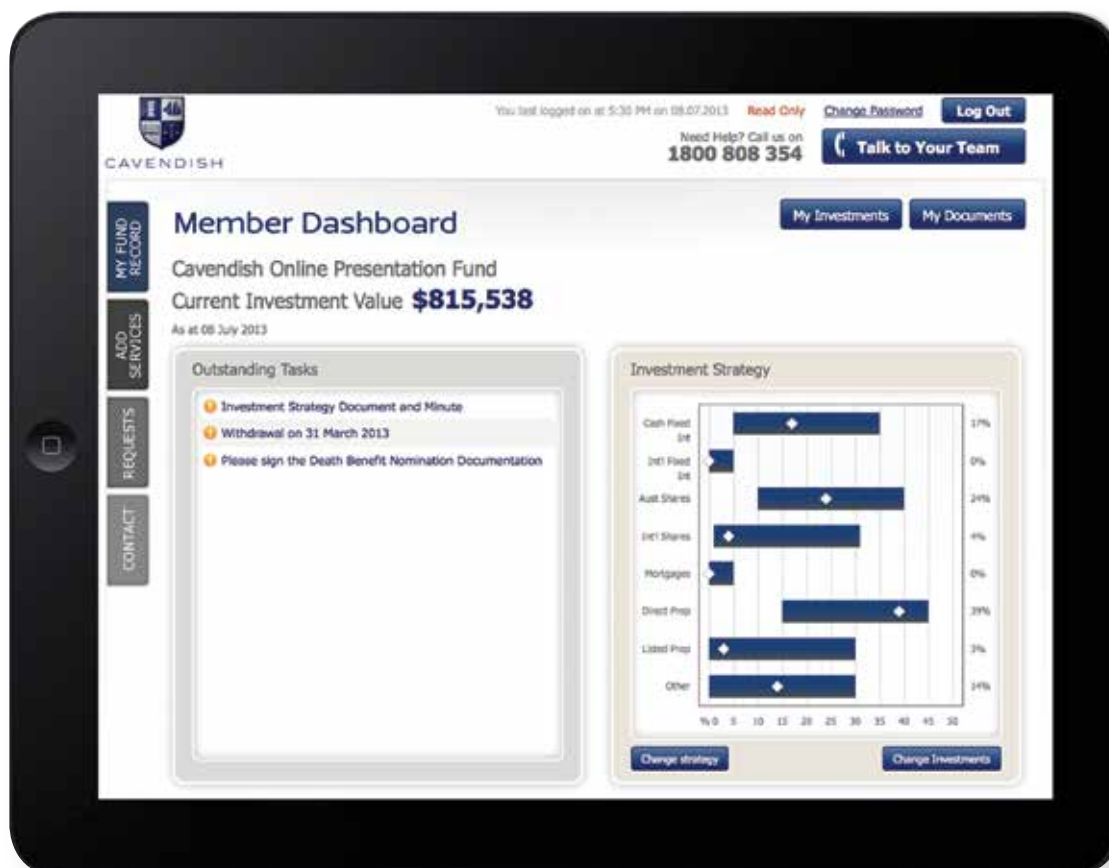 CAVENDISH
You last logged on at 5:30 PM on 08.07.2013 Read Only Change Password Log Out
Need Help? Call us on
1800 808 354
Talk to Your Team
MY FUND
RECORD
ADD
SERVICES
REQUESTS
CONTACT
Member Dashboard
My Investments My Documents
Cavendish Online Presentation Fund
Current Investment Value $815,538
As at 08 July 2013
Outstanding Tasks
Investment Strategy Document and Minute
Withdrawal on 31 March 2013
Please sign the Death Benefit Nomination Documentation
Investment Strategy
Cash Fixed
Int
17%
Int'l Fixed
Int
0%
Aust Shares 24%
Int'l Shares 4%
Mortgages 0%
Direct Prop 39%
Listed Prop 3%
Other 14%
% 0 5 10 15 20 25 30 35 40 45 50
Change strategy Change Investments